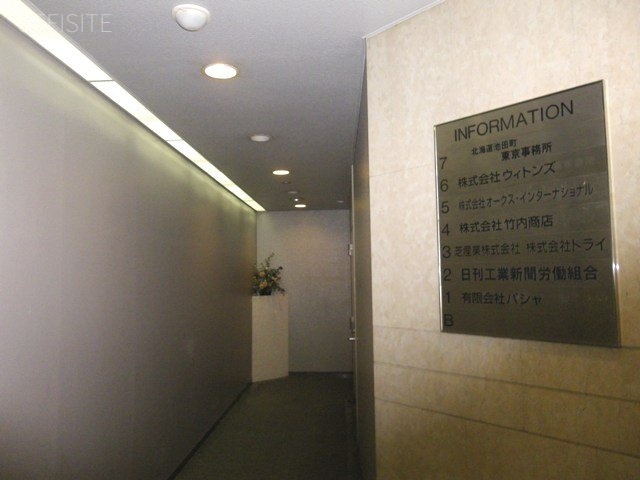 INFORMATION
7 北海道池田町
東京事務所
6 株式会社ウィトンズ
5 株式会社オークス・インターナショナル
4 株式会社竹内商店
3 芝産業株式会社 株式会社トライ
2 日刊工業新聞労働組合
1 有限会社パシャ
B